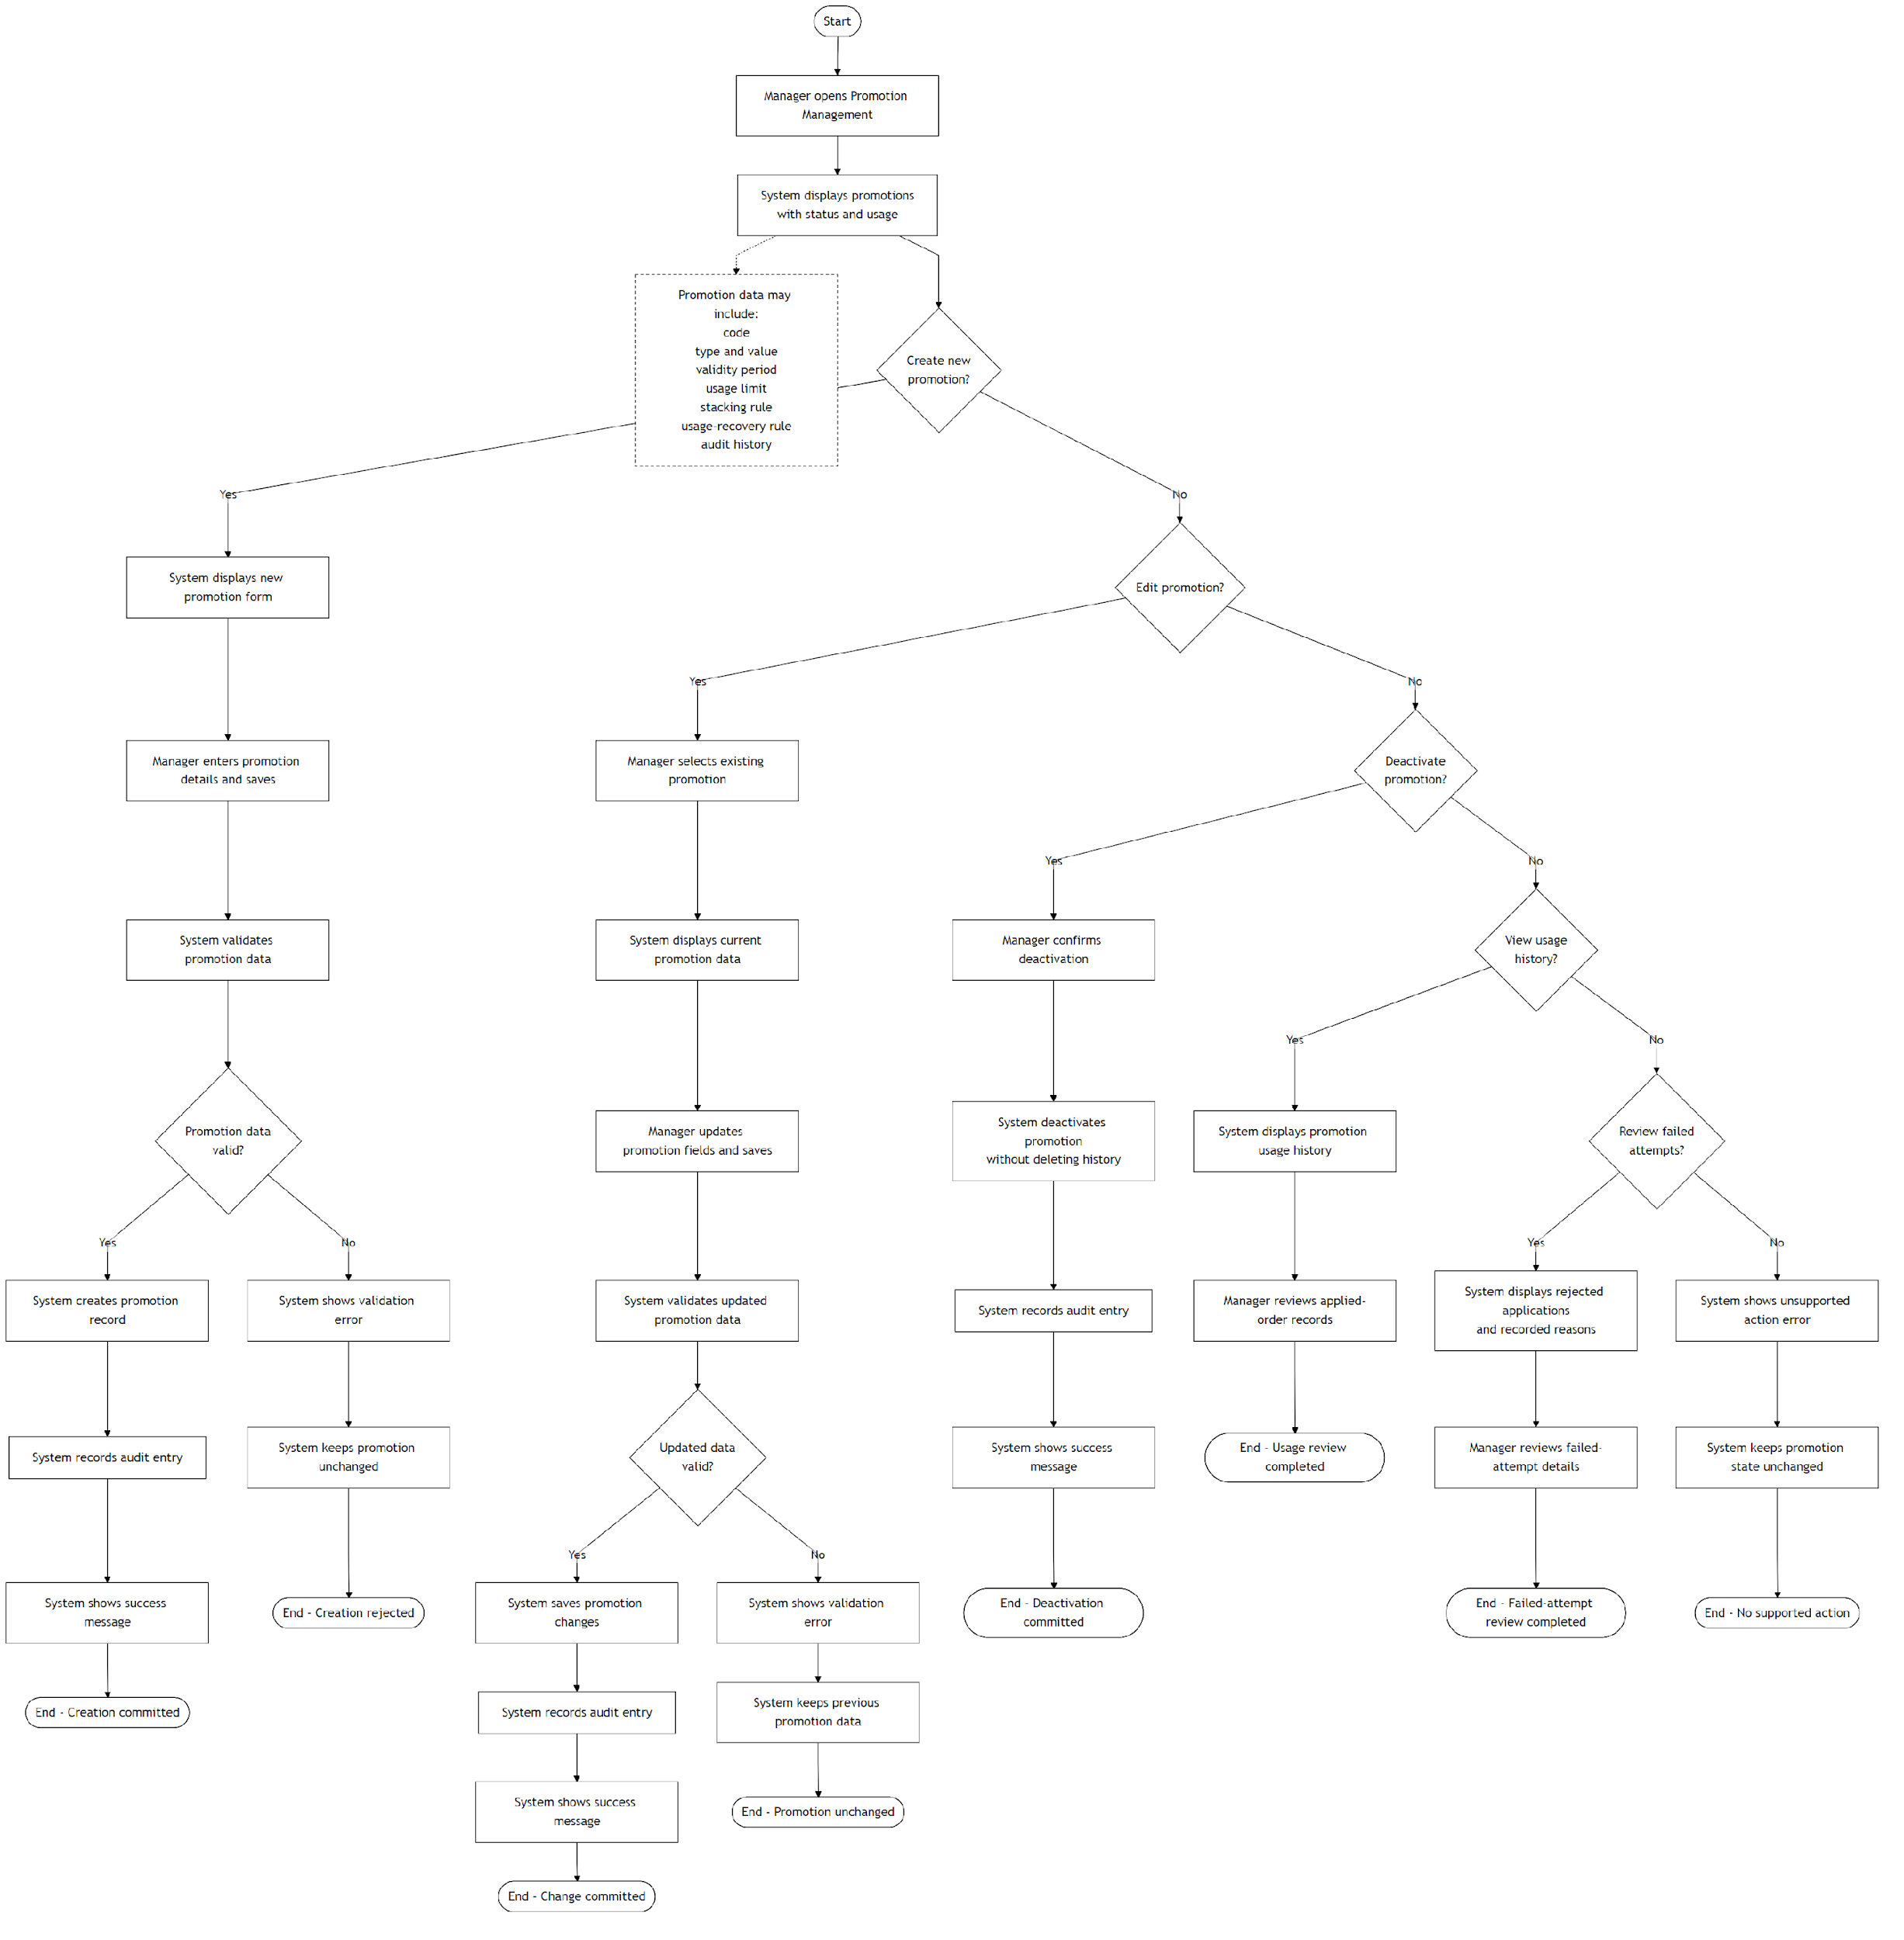 Start
Manager opens Promotion
Management
System displays promotions
with status and usage
Promotion data may
include:
code
type and value
validity period
usage limit
stacking rule
usage-recovery rule
audit history
Create new
promotion?
Yes
No
System displays new
promotion form
Edit promotion?
Yes
No
Manager enters promotion
details and saves
Manager selects existing
promotion
Deactivate
promotion?
Yes
No
System validates
promotion data
System displays current
promotion data
Manager confirms
deactivation
View usage
history?
Yes
No
Promotion data
valid?
Manager updates
promotion fields and saves
System deactivates
promotion
without deleting history
System displays promotion
usage history
Review failed
attempts?
Yes
No
Yes
No
System creates promotion
record
System shows validation
error
System validates updated
promotion data
System records audit entry
Manager reviews applied-
order records
System displays rejected
applications
and recorded reasons
System shows unsupported
action error
System records audit entry
System keeps promotion
unchanged
Updated data
valid?
System shows success
message
End - Usage review
completed
Manager reviews failed-
attempt details
System keeps promotion
state unchanged
Yes
No
System shows success
message
End - Creation rejected
System saves promotion
changes
System shows validation
error
End - Deactivation
committed
End - Failed-attempt
review completed
End - No supported action
End - Creation committed
System records audit entry
System keeps previous
promotion data
System shows success
message
End - Promotion unchanged
End - Change committed